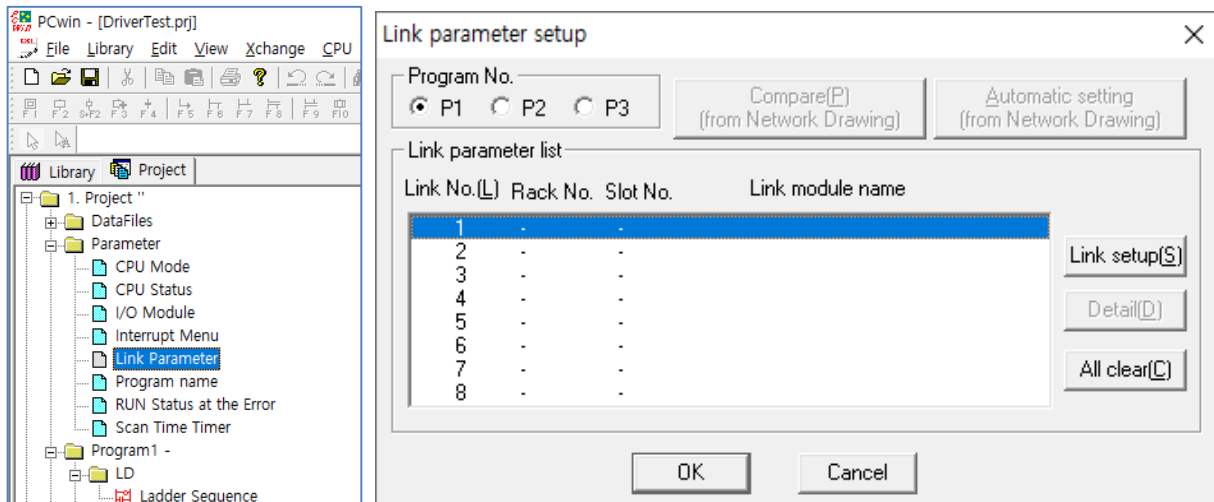 PCwin - [DriverTest.prj]
File Library Edit View Xchange CPU
F1 F2 S+F2 F3 F4 F5 F6 F7 F8 F9 F10
Library Project
1. Project ''
DataFiles
Parameter
CPU Mode
CPU Status
I/O Module
Interrupt Menu
Link Parameter
Program name
RUN Status at the Error
Scan Time Timer
Program1 -
LD
Ladder Sequence
Link parameter setup
Program No.
P1 P2 P3
Compare(P)
(from Network Drawing)
Automatic setting
(from Network Drawing)
Link parameter list
Link No.(L) Rack No. Slot No. Link module name
1 - -
2 - -
3 - -
4 - -
5 - -
6 - -
7 - -
8 - -
Link setup(S)
Detail(D)
All clear(C)
OK Cancel